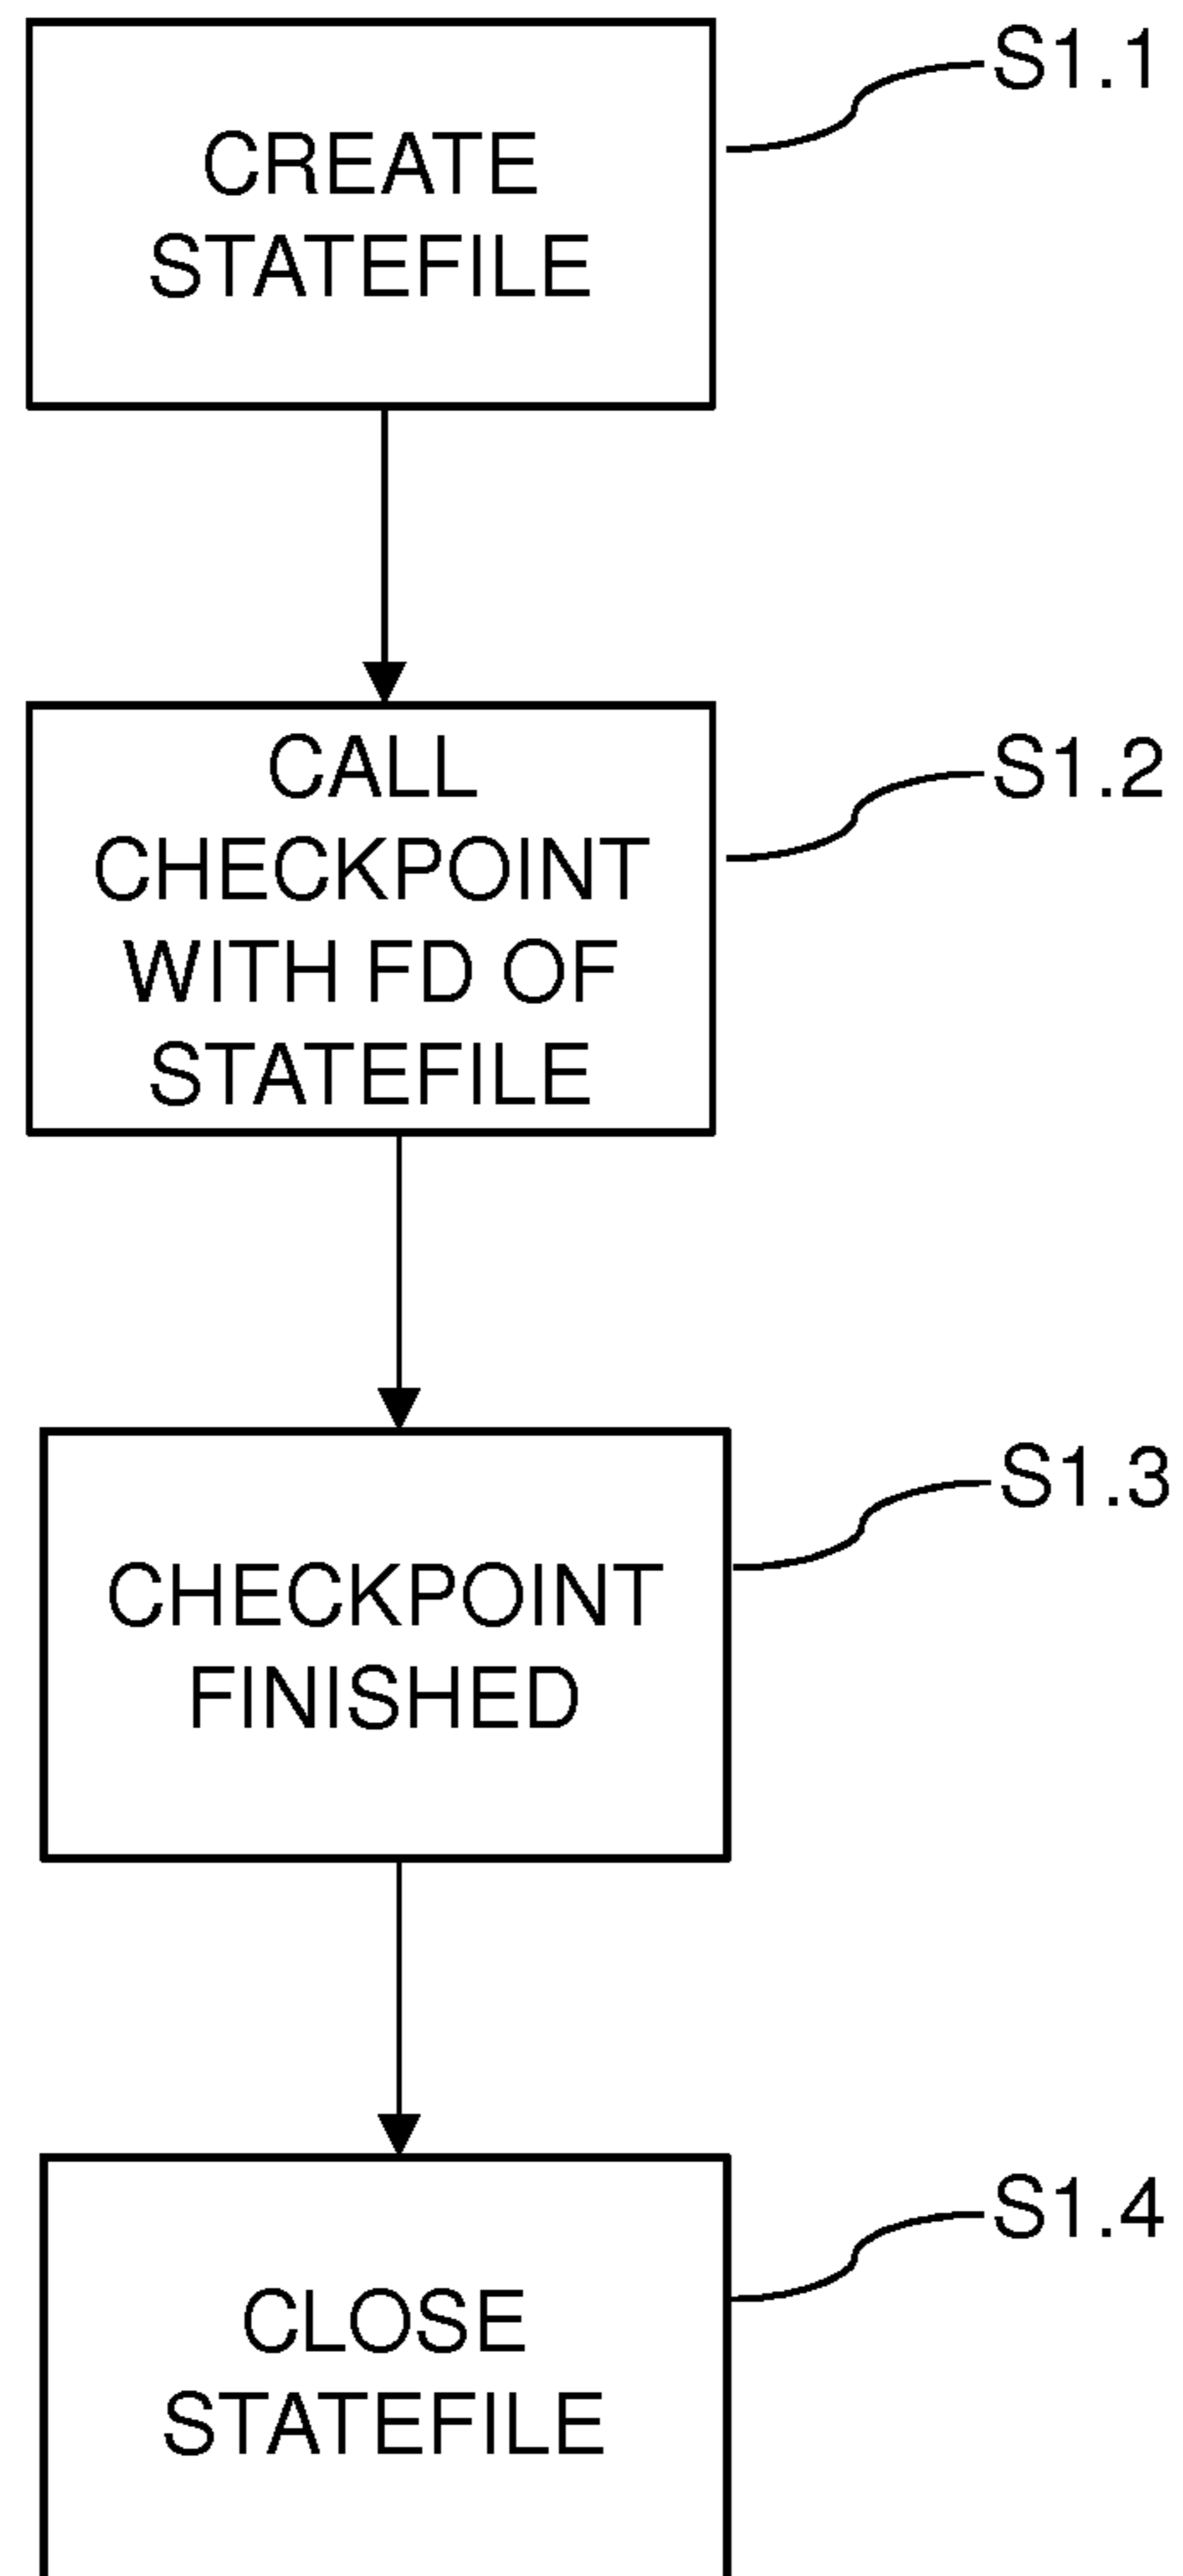 CREATE
STATEFILE
S1.1
CALL
CHECKPOINT
WITH FD OF
STATEFILE
S1.2
CHECKPOINT
FINISHED
S1.3
CLOSE
STATEFILE
S1.4